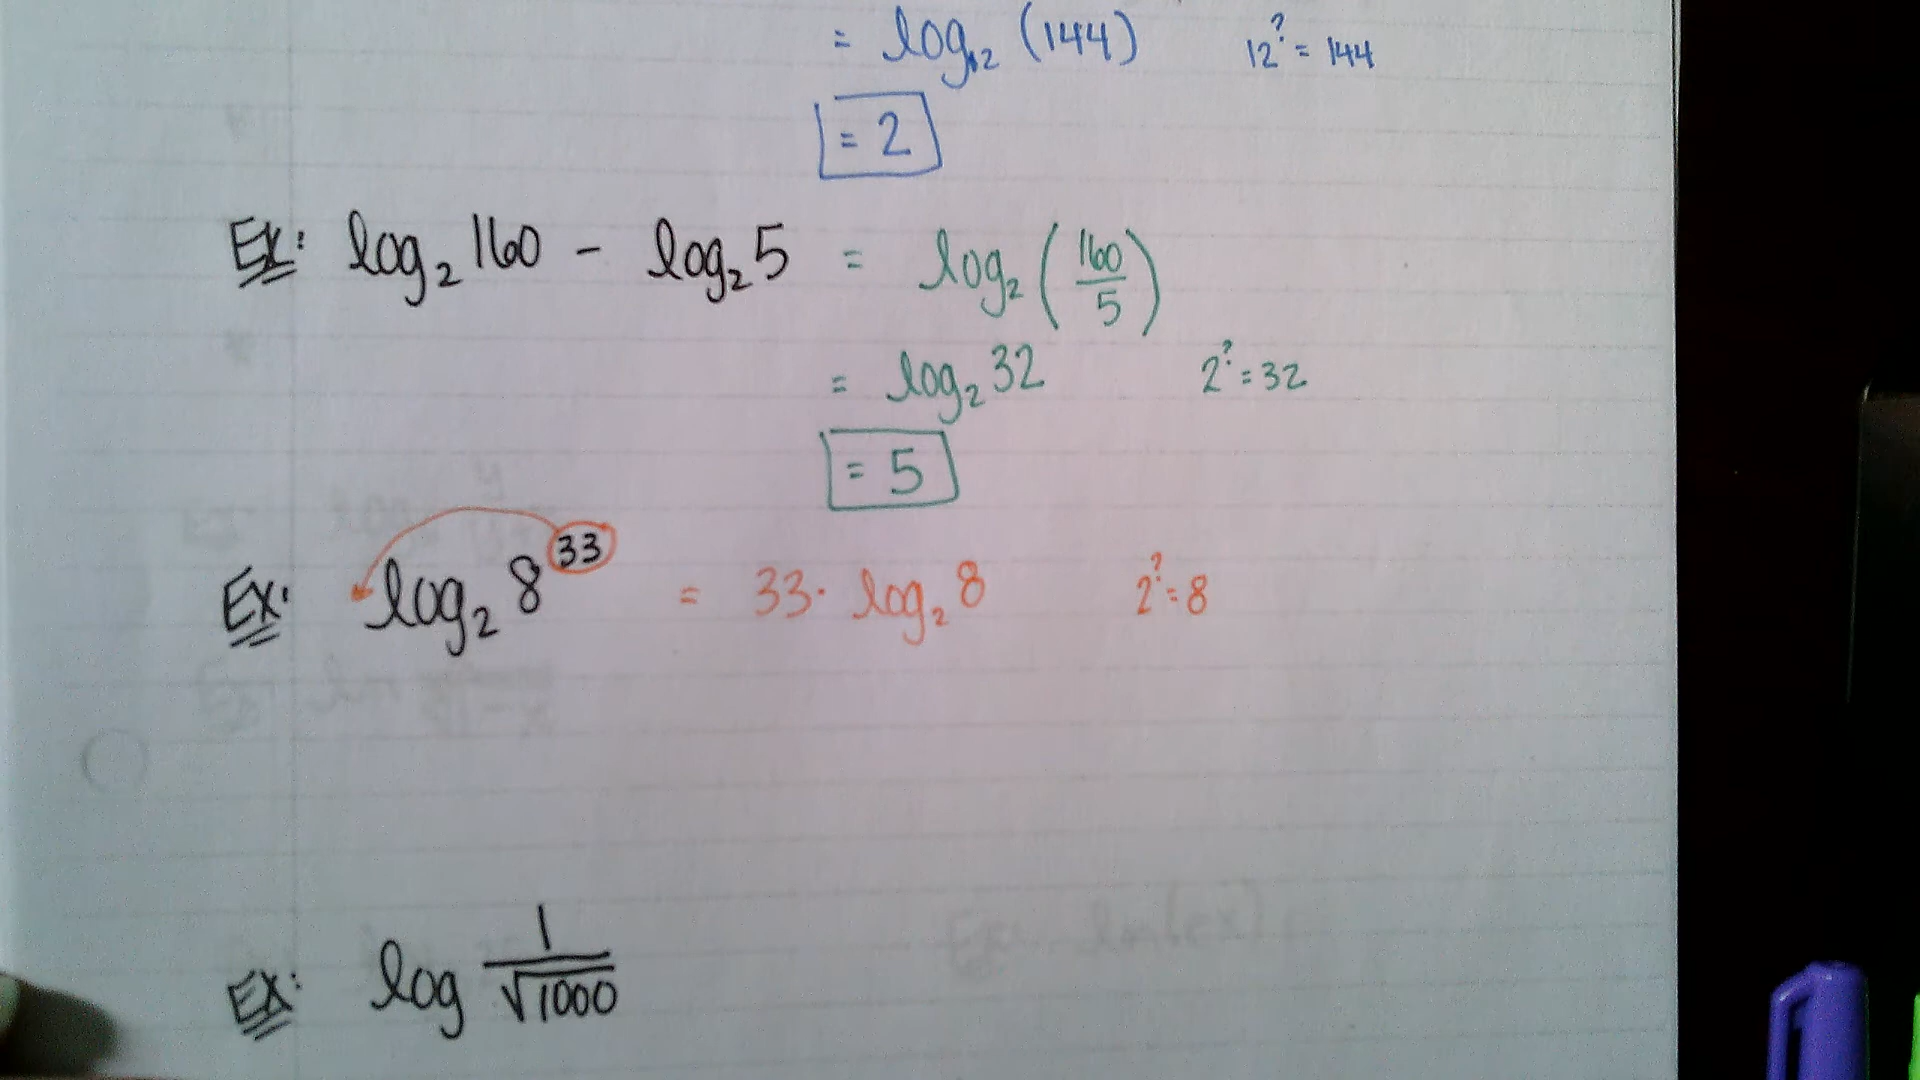 = log₁₂ (144) 12^? = 144
= 2
Ex: log₂ 160 - log₂ 5 = log₂ (160/5)
= log₂ 32 2^? = 32
= 5
Ex: log₂ 8^33 = 33 · log₂ 8 2^? = 8
Ex: log 1/√1000